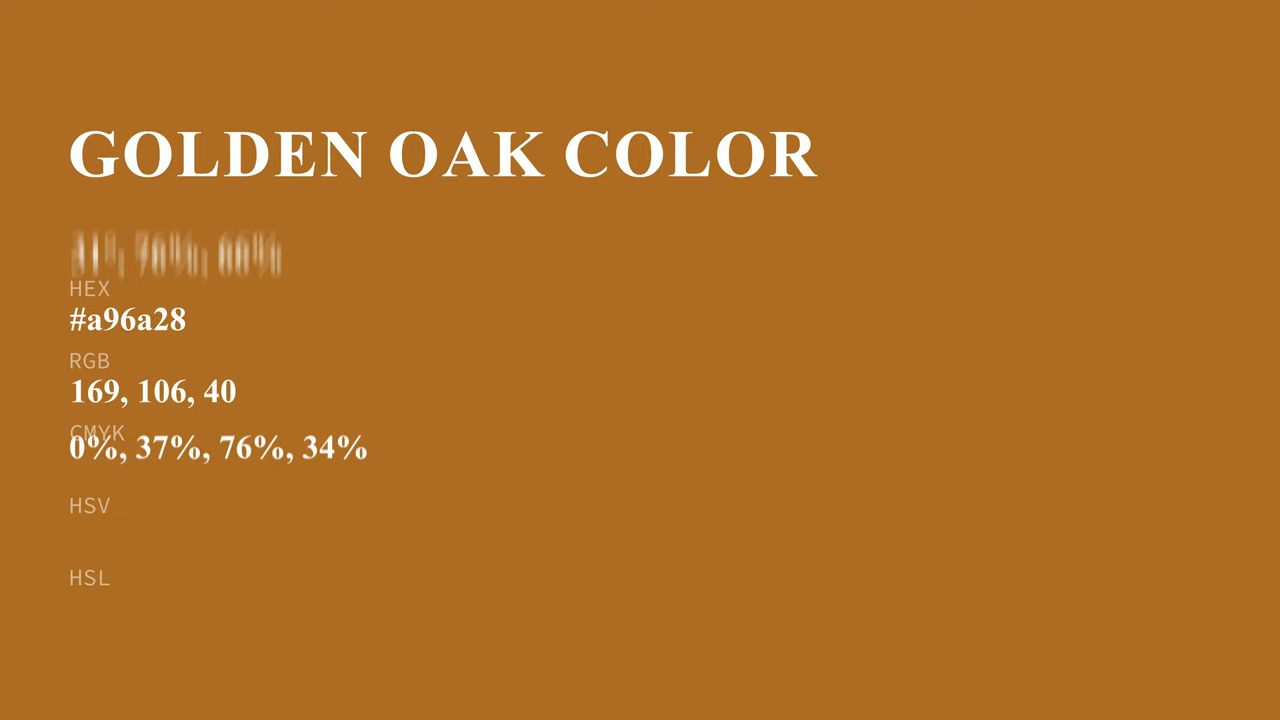 GOLDEN OAK COLOR
HEX
#a96a28
RGB
169, 106, 40
CMYK
0%, 37%, 76%, 34%
HSV
HSL